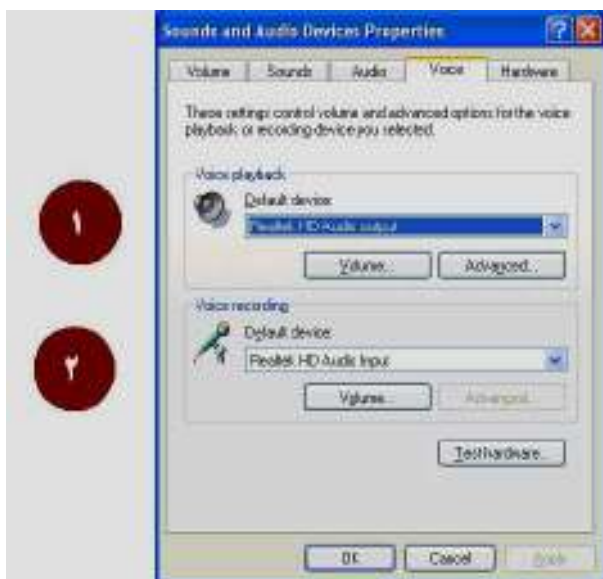 Sounds and Audio Devices Properties
Volume Sounds Audio Voice Hardware
These settings control volume and advanced options for the voice
playback or recording device you selected.
Voice playback
Default device:
Realtek HD Audio output
Volume... Advanced...
١
Voice recording
Default device:
Realtek HD Audio Input
Volume... Advanced...
٢
Test hardware...
OK Cancel Apply